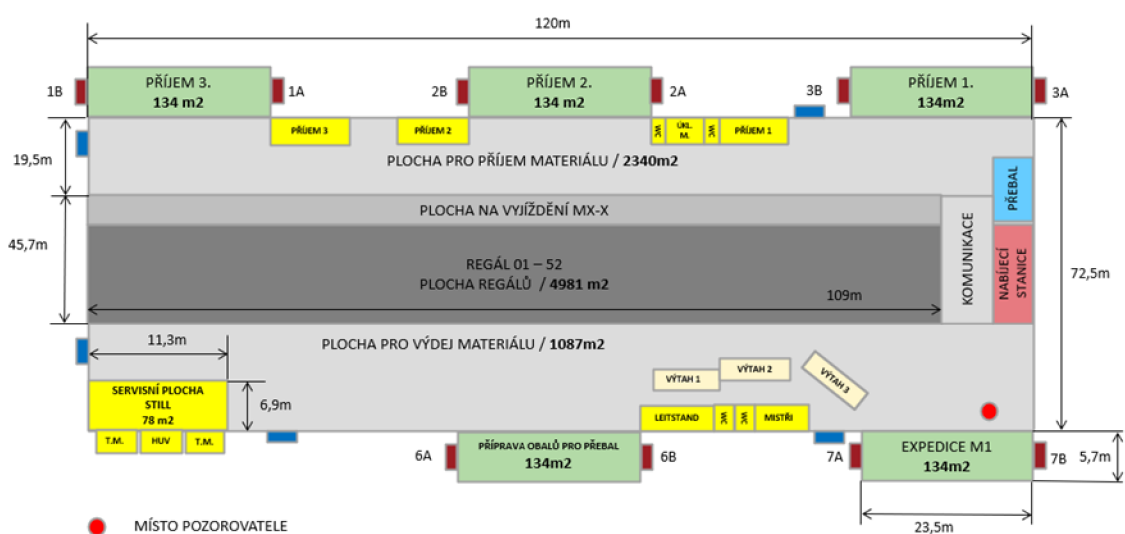 120m
PŘÍJEM 3.
134 m2
PŘÍJEM 2.
134 m2
PŘÍJEM 1.
134m2
1B
1A
2B
2A
3B
3A
PŘÍJEM 3
PŘÍJEM 2
WC
ÚKL.
M.
WC
PŘÍJEM 1
19,5m
PLOCHA PRO PŘÍJEM MATERIÁLU / 2340m2
PŘEBAL
PLOCHA NA VYJÍŽDĚNÍ MX-X
45,7m
KOMUNIKACE
NABÍJECÍ
STANICE
72,5m
REGÁL 01 – 52
PLOCHA REGÁLŮ / 4981 m2
109m
11,3m
PLOCHA PRO VÝDEJ MATERIÁLU / 1087m2
VÝTAH 1
VÝTAH 2
VÝTAH 3
SERVISNÍ PLOCHA
STILL
78 m2
6,9m
LEITSTAND
WC
WC
MISTŘI
T.M.
HUV
T.M.
6A
PŘÍPRAVA OBALŮ PRO PŘEBAL
134m2
6B
7A
EXPEDICE M1
134m2
7B
5,7m
23,5m
MÍSTO POZOROVATELE